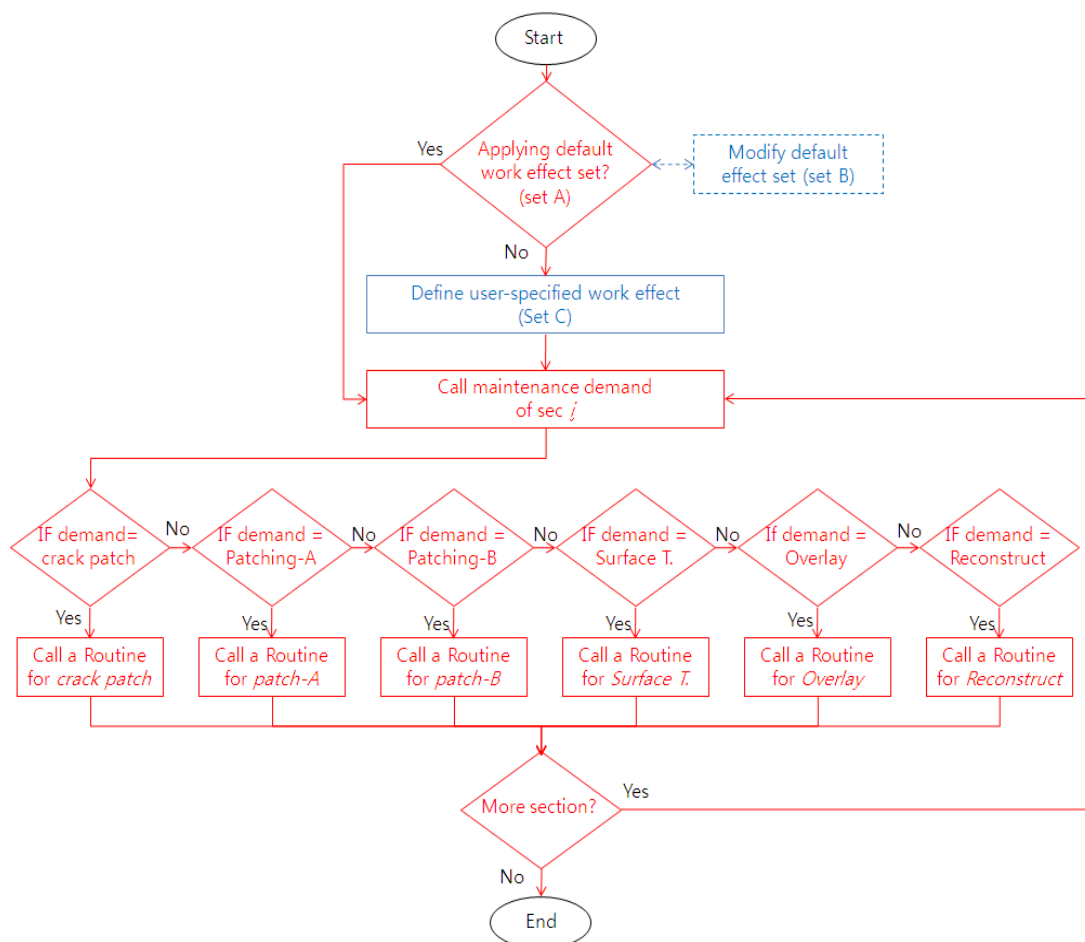 Start
Yes
Applying default
work effect set?
(set A)
Modify default
effect set (set B)
No
Define user-specified work effect
(Set C)
Call maintenance demand
of sec i
IF demand=
crack patch
No
IF demand =
Patching-A
No
IF demand =
Patching-B
No
IF demand =
Surface T.
No
If demand =
Overlay
No
IF demand =
Reconstruct
Yes
Yes
Yes
Yes
Yes
Yes
Call a Routine
for crack patch
Call a Routine
for patch-A
Call a Routine
for patch-B
Call a Routine
for Surface T.
Call a Routine
for Overlay
Call a Routine
for Reconstruct
More section?
Yes
No
End